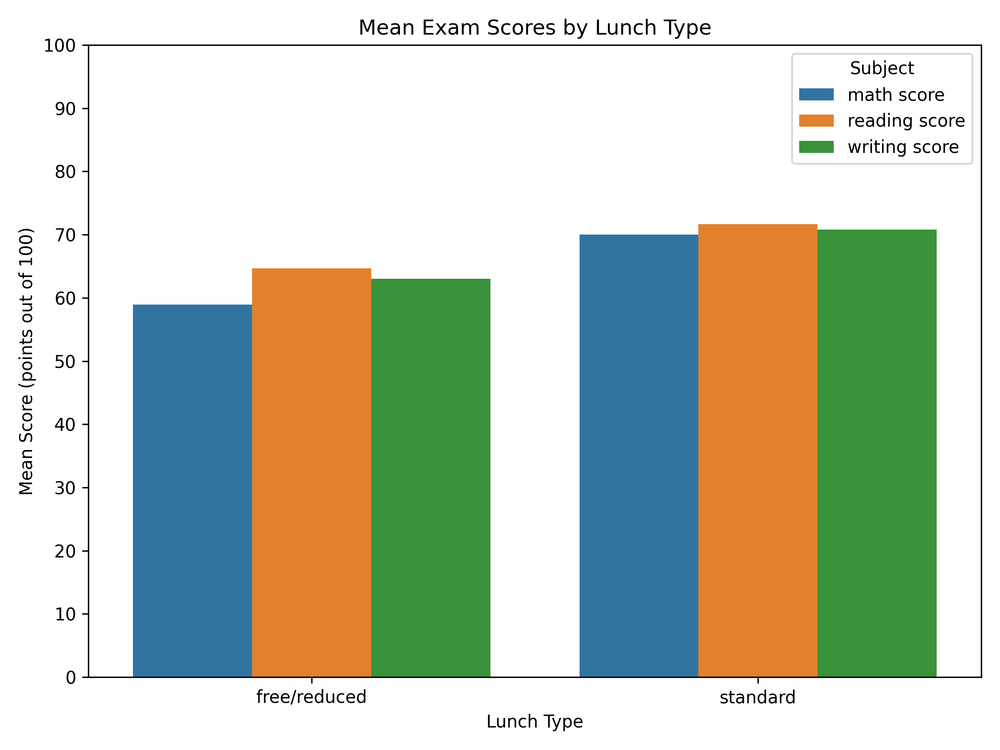 Mean Exam Scores by Lunch Type
Mean Score (points out of 100)
100
90
80
70
60
50
40
30
20
10
0
Subject
math score
reading score
writing score
free/reduced
standard
Lunch Type